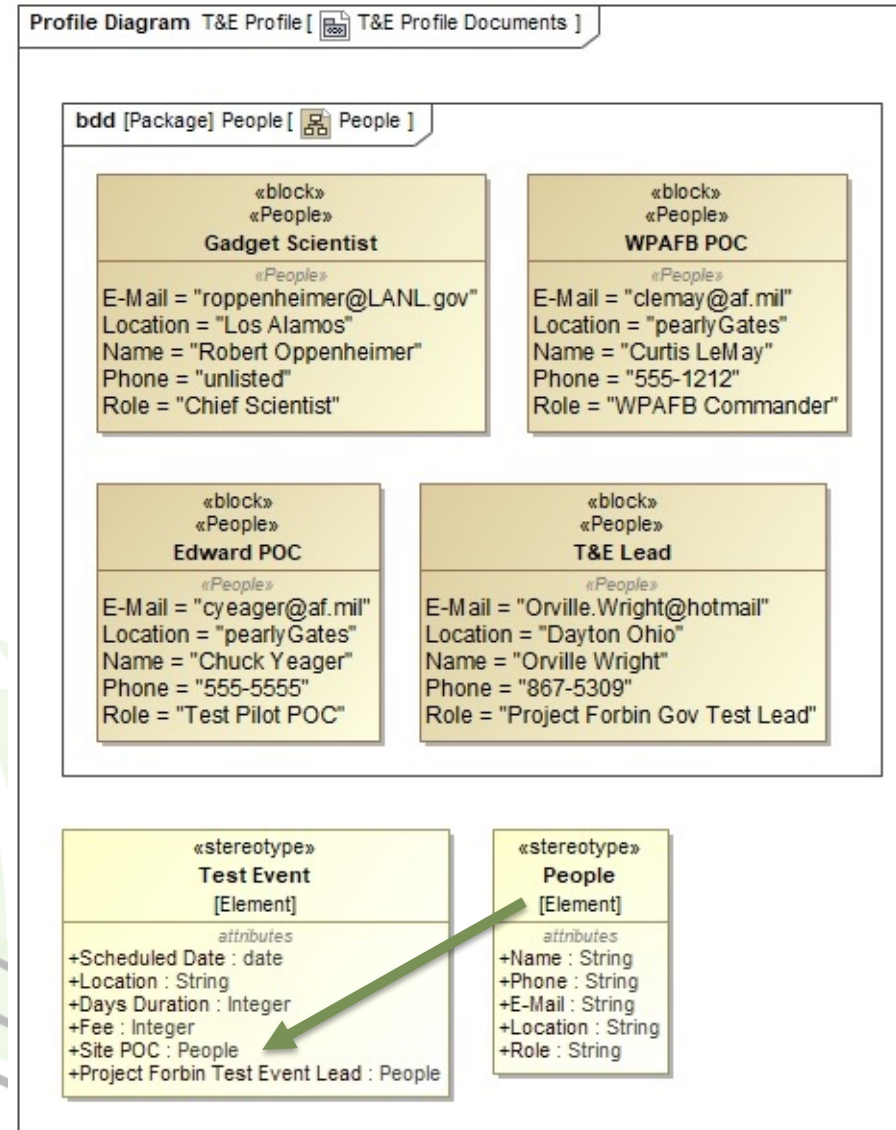 Profile Diagram T&E Profile [ T&E Profile Documents ]
bdd [Package] People [ People ]
«block»
«People»
Gadget Scientist
«People»
E-Mail = "roppenheimer@LANL.gov"
Location = "Los Alamos"
Name = "Robert Oppenheimer"
Phone = "unlisted"
Role = "Chief Scientist"
«block»
«People»
WPAFB POC
«People»
E-Mail = "clemay@af.mil"
Location = "pearlyGates"
Name = "Curtis LeMay"
Phone = "555-1212"
Role = "WPAFB Commander"
«block»
«People»
Edward POC
«People»
E-Mail = "cyeager@af.mil"
Location = "pearlyGates"
Name = "Chuck Yeager"
Phone = "555-5555"
Role = "Test Pilot POC"
«block»
«People»
T&E Lead
«People»
E-Mail = "Orville.Wright@hotmail"
Location = "Dayton Ohio"
Name = "Orville Wright"
Phone = "867-5309"
Role = "Project Forbin Gov Test Lead"
«stereotype»
Test Event
[Element]
attributes
+Scheduled Date : date
+Location : String
+Days Duration : Integer
+Fee : Integer
+Site POC : People
+Project Forbin Test Event Lead : People
«stereotype»
People
[Element]
attributes
+Name : String
+Phone : String
+E-Mail : String
+Location : String
+Role : String